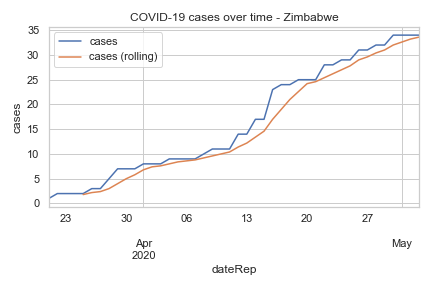 COVID-19 cases over time - Zimbabwe
cases
cases (rolling)
cases
35
30
25
20
15
10
5
0
23 30 06 13 20 27
Apr May
2020
dateRep